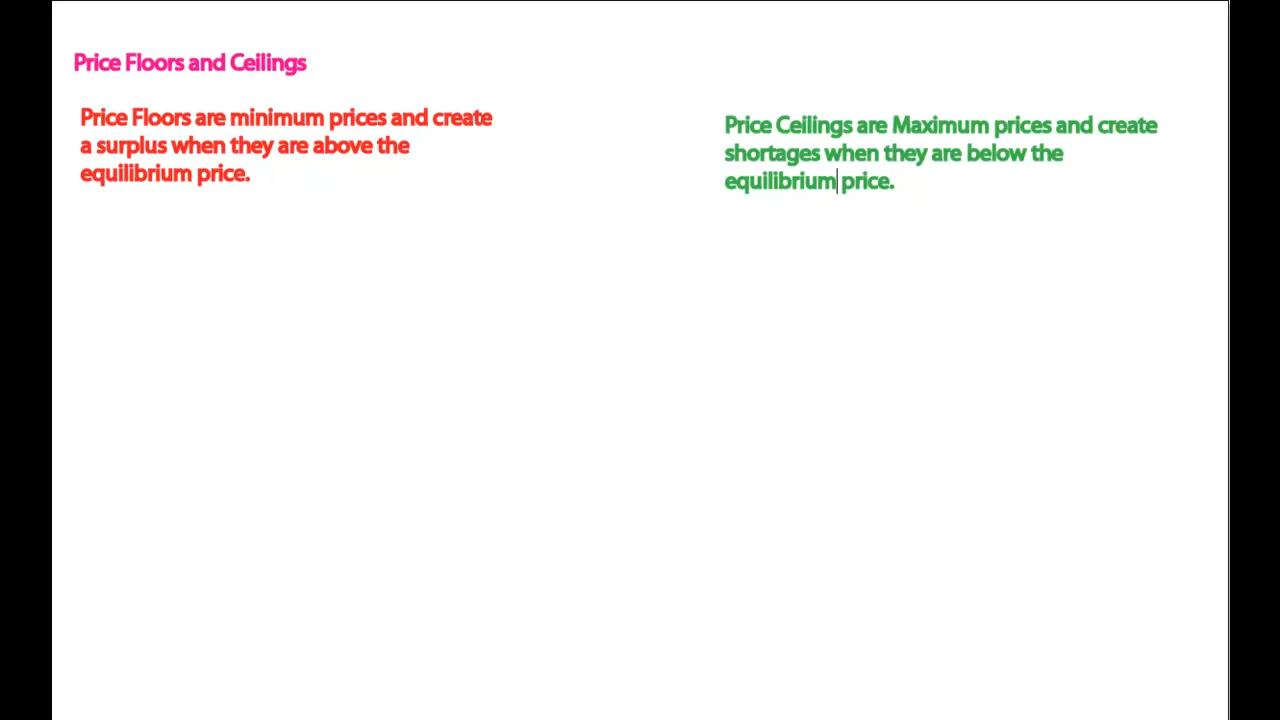 Price Floors and Ceilings
Price Floors are minimum prices and create
a surplus when they are above the
equilibrium price.
Price Ceilings are Maximum prices and create
shortages when they are below the
equilibrium price.